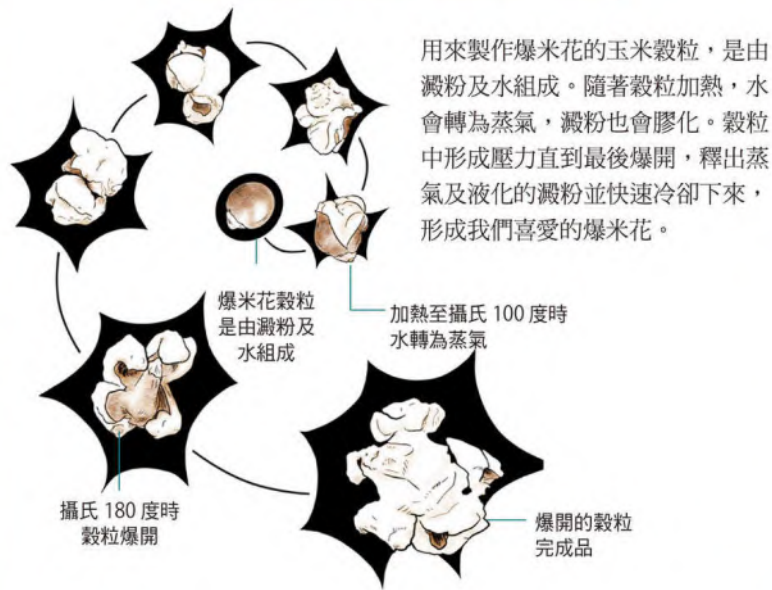 用來製作爆米花的玉米穀粒，是由
澱粉及水組成。隨著穀粒加熱，水
會轉為蒸氣，澱粉也會膠化。穀粒
中形成壓力直到最後爆開，釋出蒸
氣及液化的澱粉並快速冷卻下來，
形成我們喜愛的爆米花。
爆米花穀粒
是由澱粉及
水組成
加熱至攝氏 100 度時
水轉為蒸氣
攝氏 180 度時
穀粒爆開
爆開的穀粒
完成品